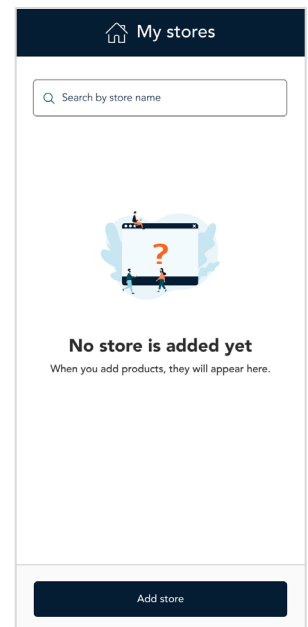 My stores
Search by store name
?
No store is added yet
When you add products, they will appear here.
Add store